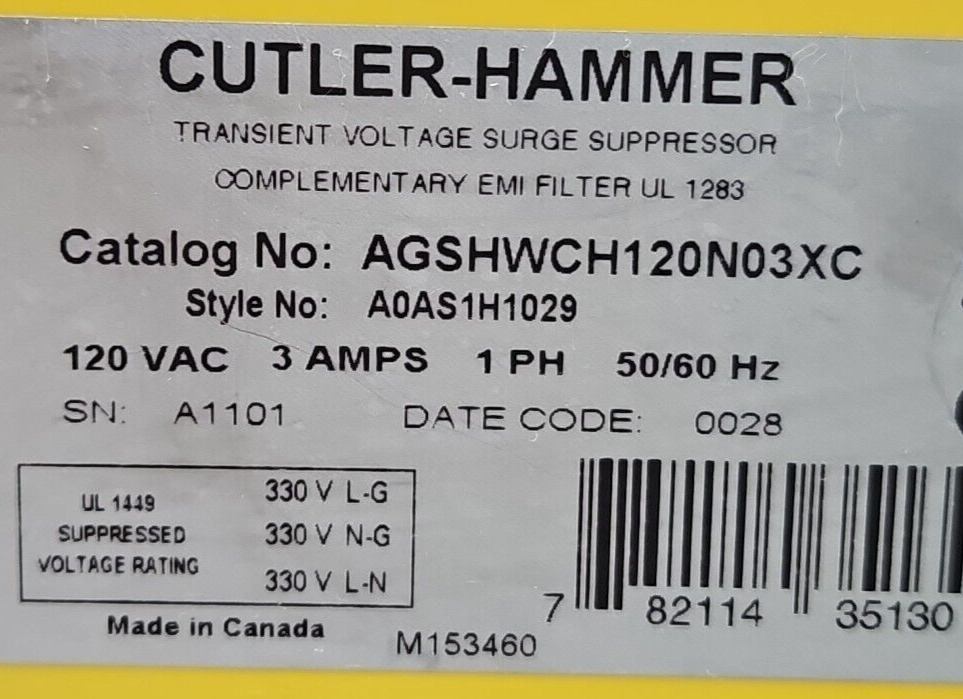 CUTLER-HAMMER
TRANSIENT VOLTAGE SURGE SUPPRESSOR
COMPLEMENTARY EMI FILTER UL 1283
Catalog No: AGSHWCH120N03XC
Style No: A0AS1H1029
120 VAC 3 AMPS 1 PH 50/60 Hz
SN: A1101 DATE CODE: 0028
UL 1449
SUPPRESSED
VOLTAGE RATING
330 V L-G
330 V N-G
330 V L-N
Made in Canada
M153460
7 82114 35130